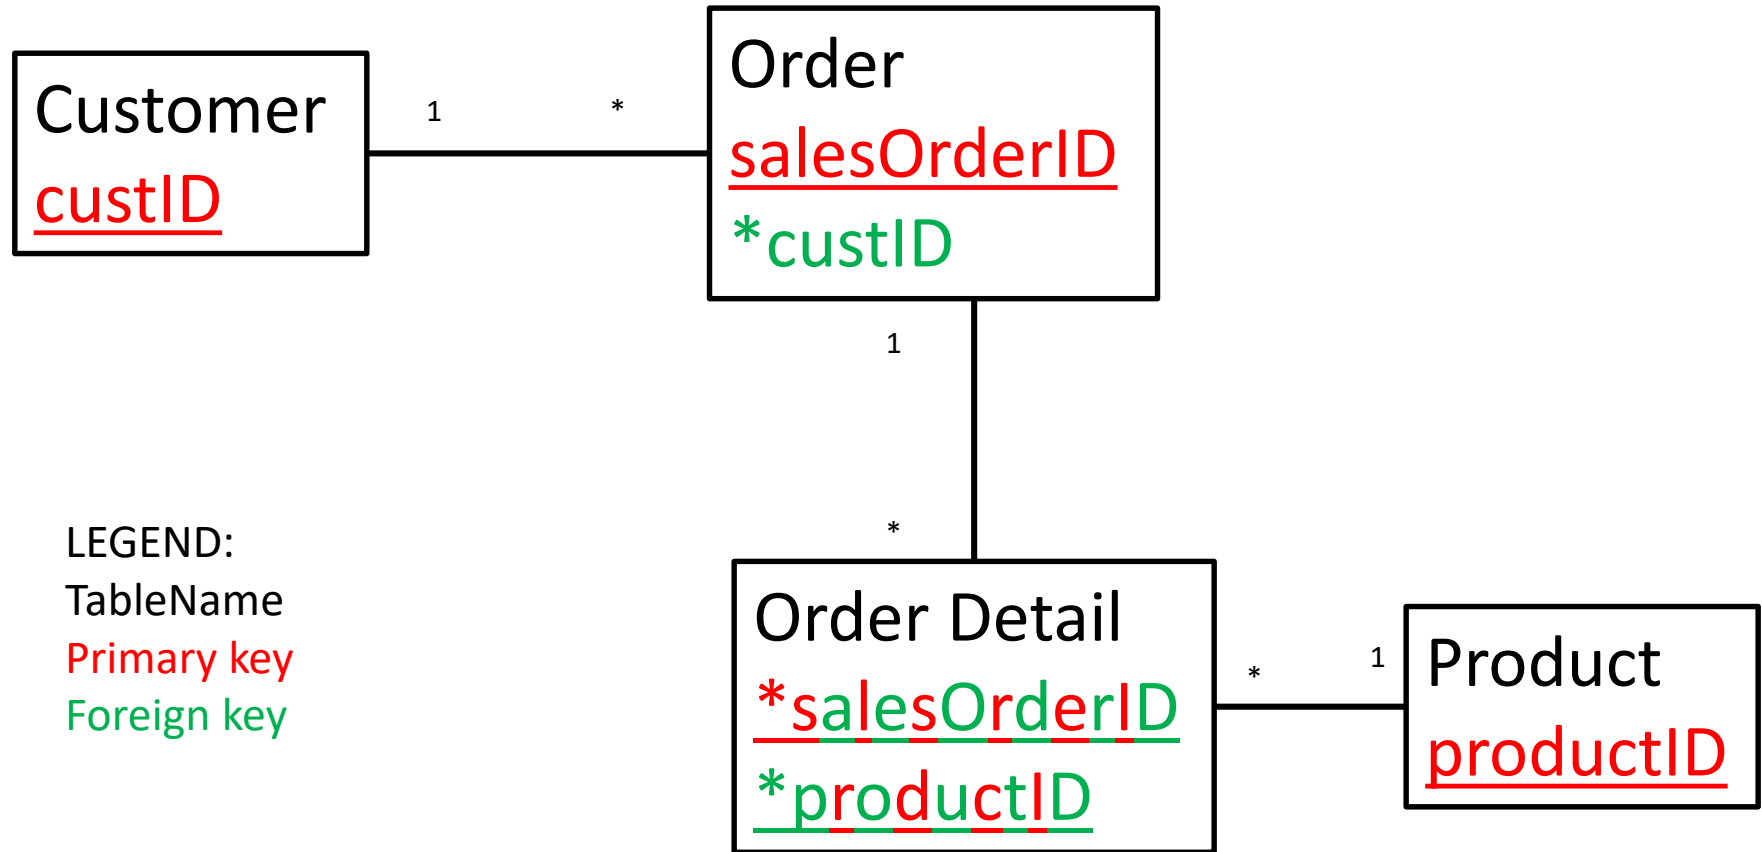 Customer
custID
1
*
Order
salesOrderID
*custID
1
*
LEGEND:
TableName
Primary key
Foreign key
Order Detail
*salesOrderID
*productID
*
1
Product
productID